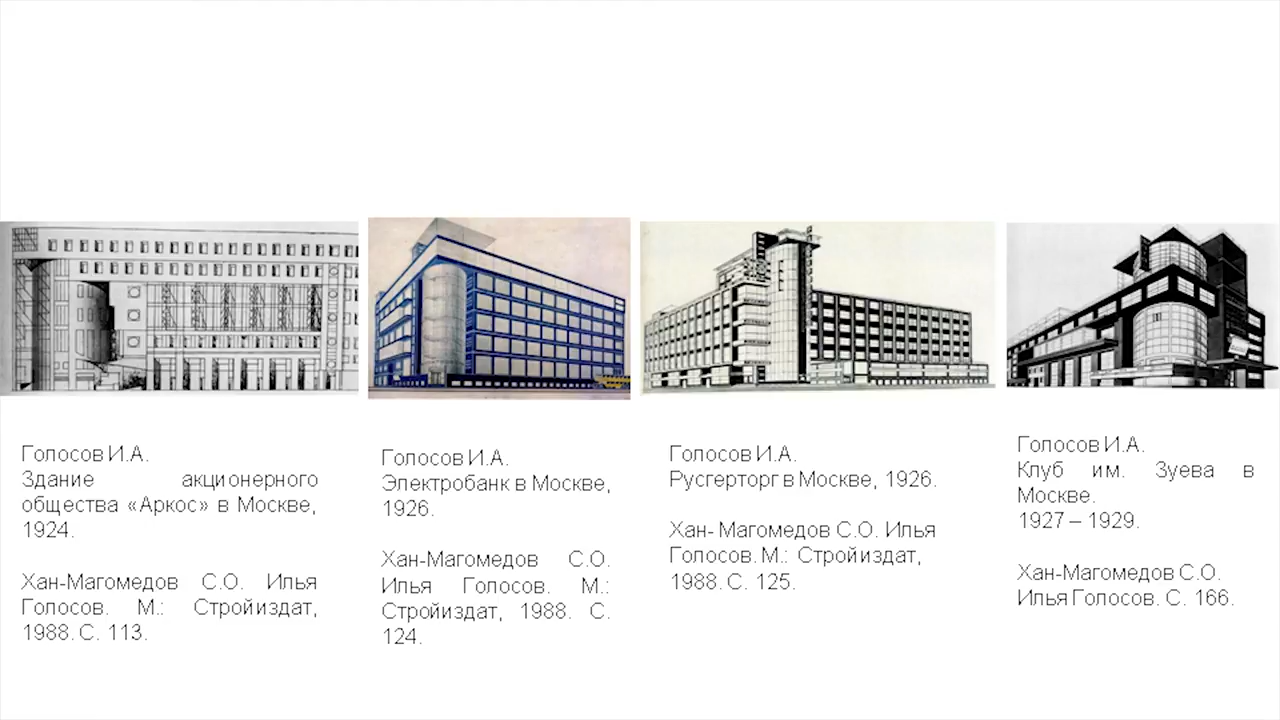 Голосов И.А.
Здание акционерного
общества «Аркос» в Москве,
1924.
Хан-Магомедов С.О. Илья
Голосов. М.: Стройиздат,
1988. С. 113.
Голосов И.А.
Электробанк в Москве,
1926.
Хан-Магомедов С.О.
Илья Голосов. М.:
Стройиздат, 1988. С.
124.
Голосов И.А.
Русгерторг в Москве, 1926.
Хан- Магомедов С.О. Илья
Голосов. М.: Стройиздат,
1988. С. 125.
Голосов И.А.
Клуб им. Зуева в
Москве.
1927 – 1929.
Хан-Магомедов С.О.
Илья Голосов. С. 166.